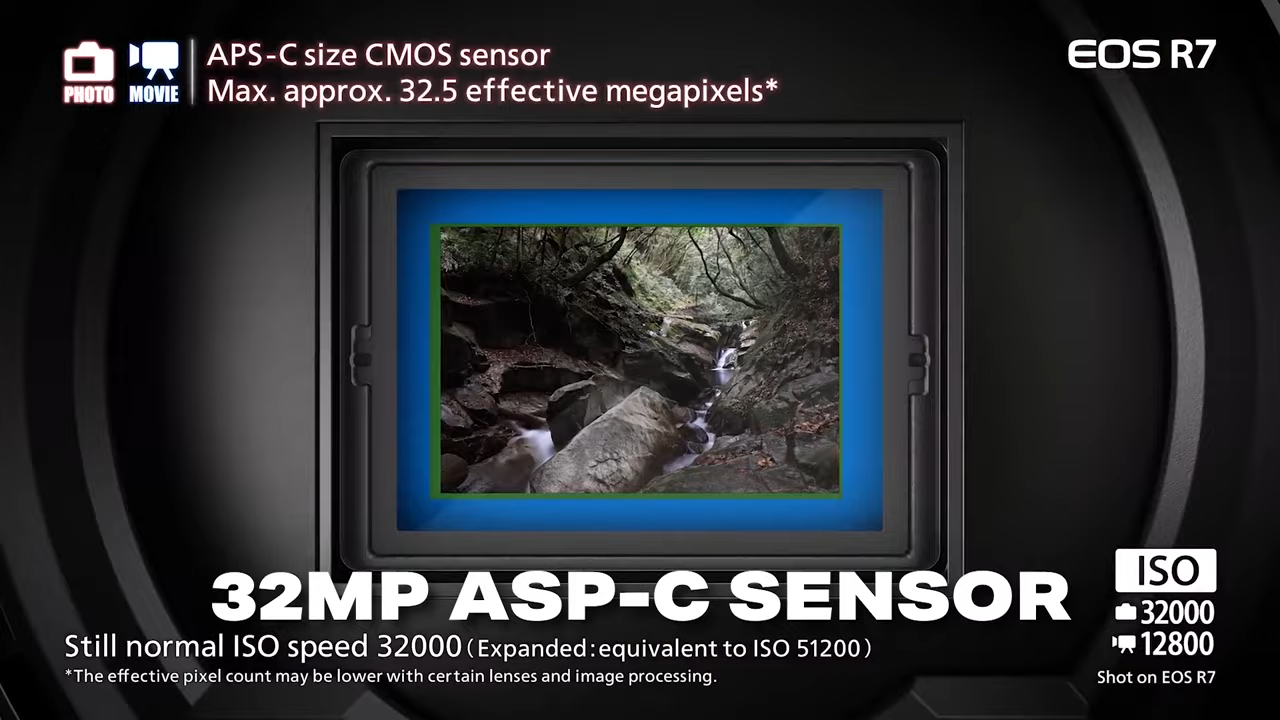 PHOTO MOVIE
APS-C size CMOS sensor
Max. approx. 32.5 effective megapixels*
EOS R7
32MP ASP-C SENSOR
Still normal ISO speed 32000 (Expanded: equivalent to ISO 51200)
*The effective pixel count may be lower with certain lenses and image processing.
ISO
32000
12800
Shot on EOS R7